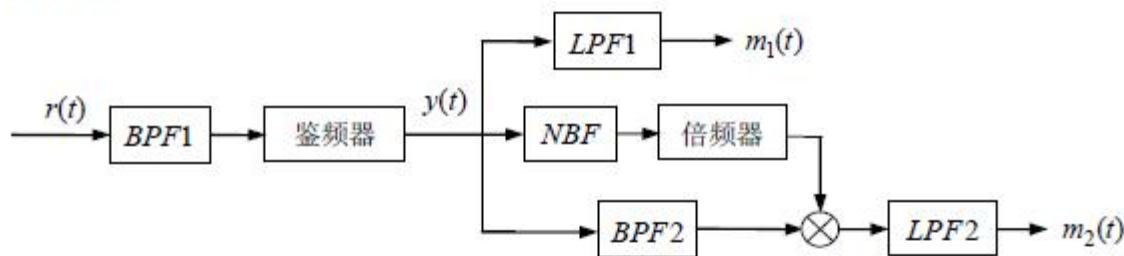 LPF1
m₁(t)
r(t)
y(t)
BPF1
鉴频器
NBF
倍频器
BPF2
LPF2
m₂(t)